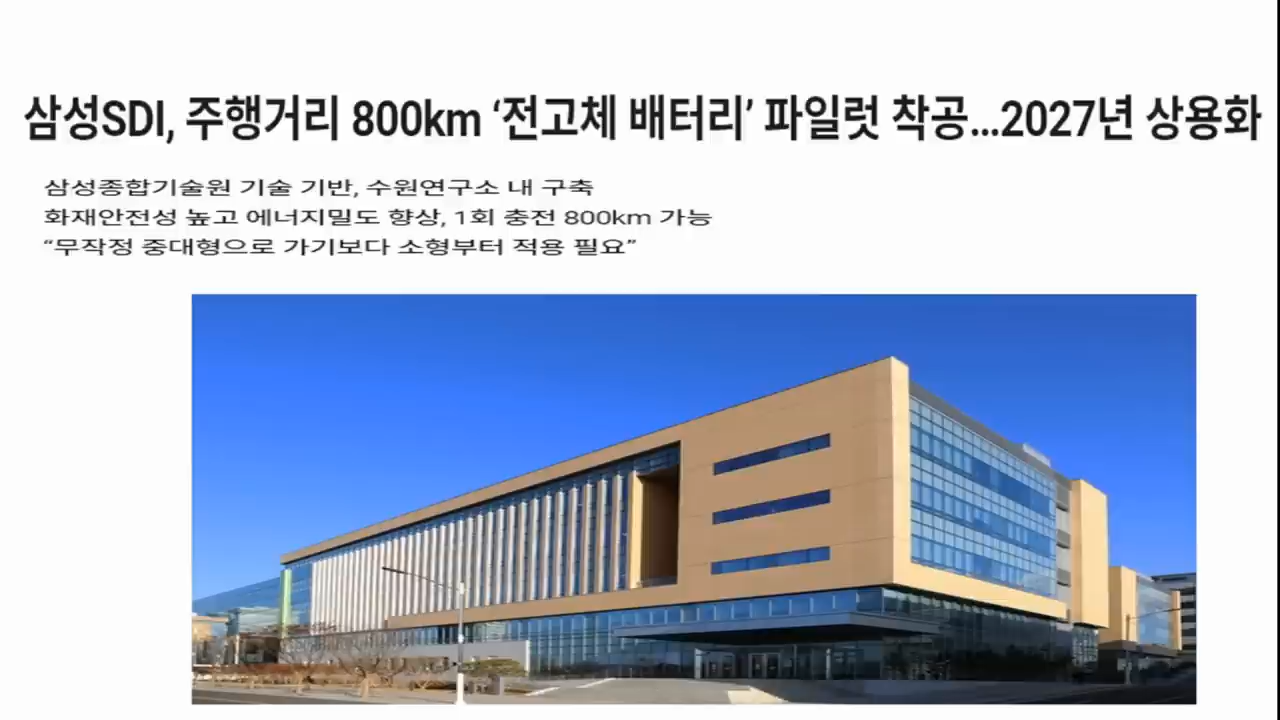 삼성SDI, 주행거리 800km ‘전고체 배터리’ 파일럿 착공...2027년 상용화
삼성종합기술원 기술 기반, 수원연구소 내 구축
화재안전성 높고 에너지밀도 향상, 1회 충전 800km 가능
“무작정 중대형으로 가기보다 소형부터 적용 필요”